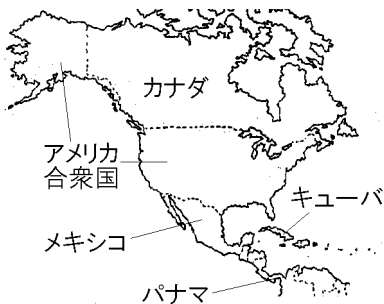 カナダ
アメリカ
合衆国
キューバ
メキシコ
パナマ